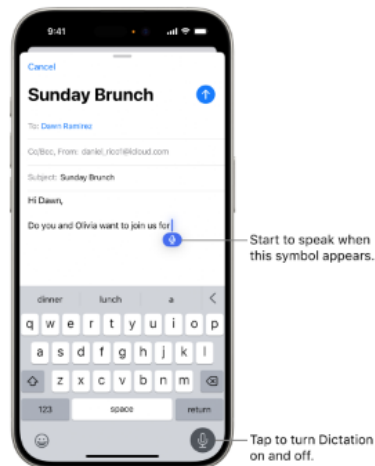 9:41
Cancel
Sunday Brunch
To: Dawn Ramirez
Cc/Bcc, From: daniel_rico1@icloud.com
Subject: Sunday Brunch
Hi Dawn,
Do you and Olivia want to join us for
Start to speak when
this symbol appears.
dinner lunch a
q w e r t y u i o p
a s d f g h j k l
z x c v b n m
123 space return
Tap to turn Dictation
on and off.